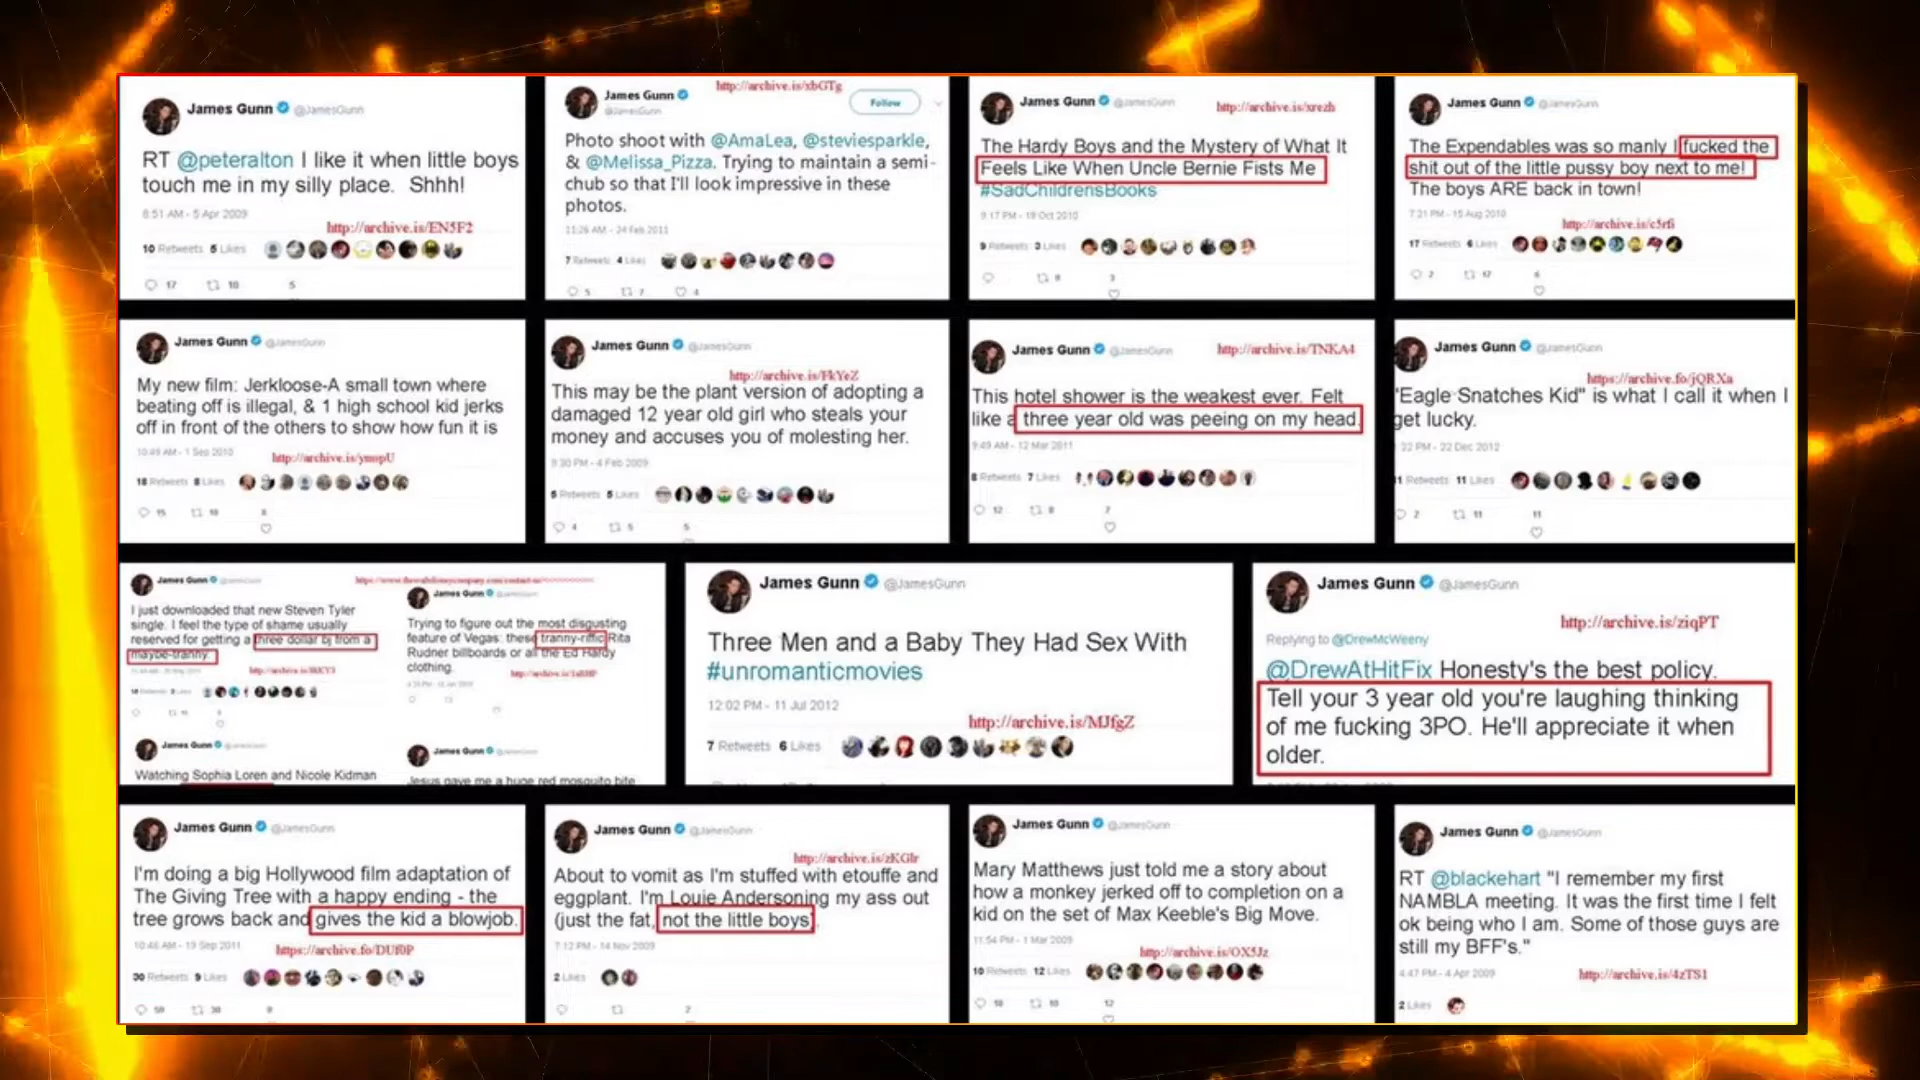 James Gunn @JamesGunn
RT @peteralton I like it when little boys
touch me in my silly place. Shhh!
8:51 AM - 5 Apr 2009
http://archive.is/EN5F2
10 Retweets 5 Likes
17 10 5
http://archive.is/xbGTg
James Gunn
@JamesGunn
Follow
Photo shoot with @AmaLea, @steviesparkle,
& @Melissa_Pizza. Trying to maintain a semi-
chub so that I'll look impressive in these
photos.
11:26 AM - 24 Feb 2011
7 Retweets 4 Likes
5 7 4
James Gunn @JamesGunn
http://archive.is/xrezh
The Hardy Boys and the Mystery of What It
Feels Like When Uncle Bernie Fists Me
#SadChildrensBooks
9:17 PM - 19 Oct 2010
9 Retweets 3 Likes
9 3
James Gunn @JamesGunn
The Expendables was so manly I fucked the
shit out of the little pussy boy next to me!
The boys ARE back in town!
7:21 PM - 15 Aug 2010
http://archive.is/c5rfi
17 Retweets 6 Likes
2 17 6
James Gunn @JamesGunn
My new film: Jerkloose-A small town where
beating off is illegal, & 1 high school kid jerks
off in front of the others to show how fun it is
10:49 AM - 1 Sep 2010
http://archive.is/ymopU
18 Retweets 8 Likes
15 18 8
James Gunn @JamesGunn
http://archive.is/FkYeZ
This may be the plant version of adopting a
damaged 12 year old girl who steals your
money and accuses you of molesting her.
9:30 PM - 4 Feb 2009
5 Retweets 5 Likes
4 5 5
James Gunn @JamesGunn
http://archive.is/TNKA4
This hotel shower is the weakest ever. Felt
like a three year old was peeing on my head.
9:49 AM - 12 Mar 2011
8 Retweets 7 Likes
12 8 7
James Gunn @JamesGunn
https://archive.fo/jQRXa
"Eagle Snatches Kid" is what I call it when I
get lucky.
:32 PM - 22 Dec 2012
1 Retweets 11 Likes
2 11 11
James Gunn @JamesGunn
I just downloaded that new Steven Tyler
single. I feel the type of shame usually
reserved for getting a three dollar bj from a
maybe-tranny.
James Gunn @JamesGunn
Trying to figure out the most disgusting
feature of Vegas: these tranny-riffic Rita
Rudner billboards or all the Ed Hardy
clothing.
James Gunn @JamesGunn
Watching Sophia Loren and Nicole Kidman
James Gunn @JamesGunn
Jesus gave me a huge red mosquito bite
James Gunn @JamesGunn
Three Men and a Baby They Had Sex With
#unromanticmovies
12:02 PM - 11 Jul 2012
http://archive.is/MJfgZ
7 Retweets 6 Likes
James Gunn @JamesGunn
http://archive.is/ziqPT
Replying to @DrewMcWeeny
@DrewAtHitFix Honesty's the best policy.
Tell your 3 year old you're laughing thinking
of me fucking 3PO. He'll appreciate it when
older.
James Gunn @JamesGunn
I'm doing a big Hollywood film adaptation of
The Giving Tree with a happy ending - the
tree grows back and gives the kid a blowjob.
10:46 AM - 19 Sep 2011
https://archive.fo/DUf0P
30 Retweets 9 Likes
30 9
James Gunn @JamesGunn
http://archive.is/zKGlr
About to vomit as I'm stuffed with etouffe and
eggplant. I'm Louie Andersoning my ass out
(just the fat, not the little boys).
7:12 PM - 14 Nov 2009
2 Likes
2
James Gunn @JamesGunn
Mary Matthews just told me a story about
how a monkey jerked off to completion on a
kid on the set of Max Keeble's Big Move.
11:54 PM - 1 Mar 2009
http://archive.is/OX5Jz
10 Retweets 12 Likes
10 12
James Gunn @JamesGunn
RT @blackehart "I remember my first
NAMBLA meeting. It was the first time I felt
ok being who I am. Some of those guys are
still my BFF's."
4:47 PM - 4 Apr 2009
http://archive.is/4zTS1
2 Likes